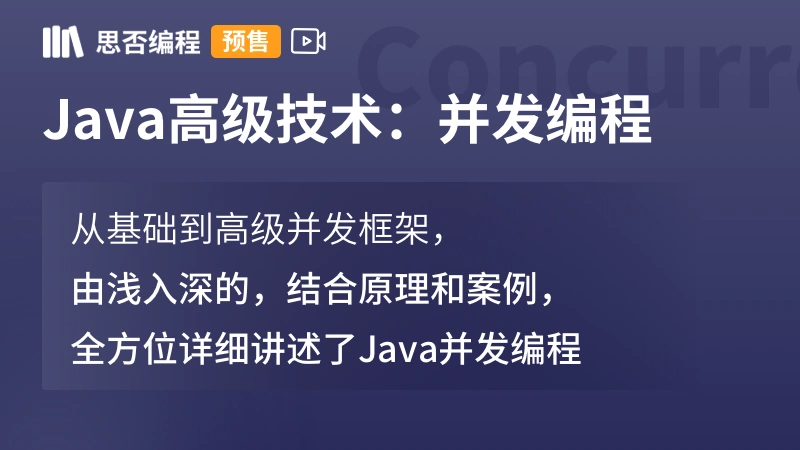 思否编程 预售
Concurr
Java高级技术：并发编程
从基础到高级并发框架，
由浅入深的，结合原理和案例，
全方位详细讲述了Java并发编程